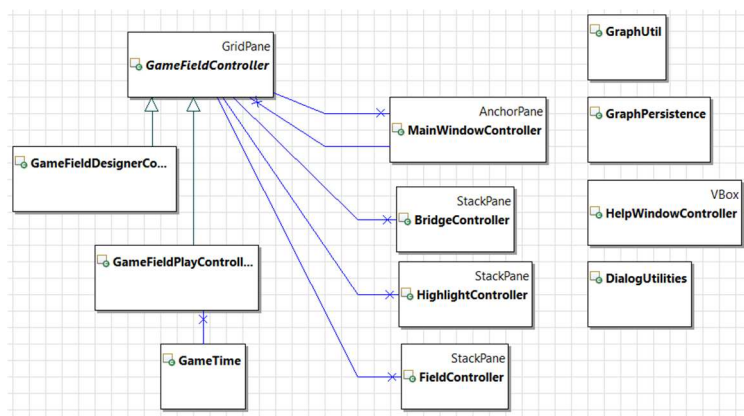 GridPane
GameFieldController
GraphUtil
AnchorPane
MainWindowController
GraphPersistence
GameFieldDesignerCo...
StackPane
BridgeController
VBox
HelpWindowController
GameFieldPlayControll...
StackPane
HighlightController
DialogUtilities
GameTime
StackPane
FieldController